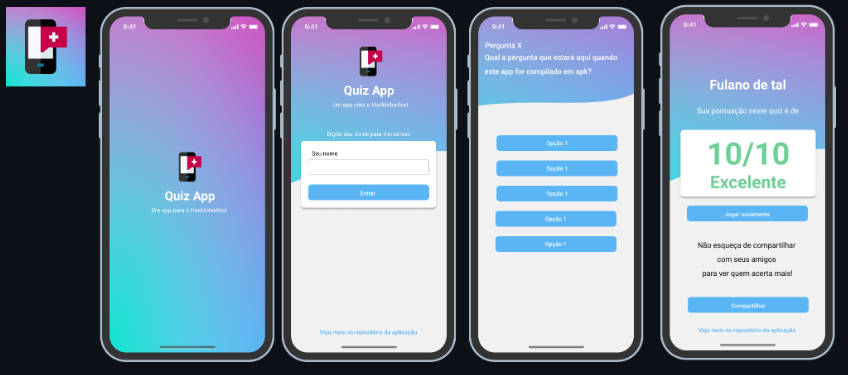 9:41
Quiz App
Um app para o Hacktoberfest
9:41
Quiz App
Um app para o Hacktoberfest
Digite seu nome para iniciarmos
Seu nome
Entrar
Veja mais no repositório da aplicação
9:41
Pergunta X
Qual a pergunta que estará aqui quando
este app for compilado em apk?
Opção 1
Opção 1
Opção 1
Opção 1
Opção 1
9:41
Fulano de tal
Sua pontuação neste quiz é de
10/10
Excelente
Jogar novamente
Não esqueça de compartilhar
com seus amigos
para ver quem acerta mais!
Compartilhar
Veja mais no repositório da aplicação